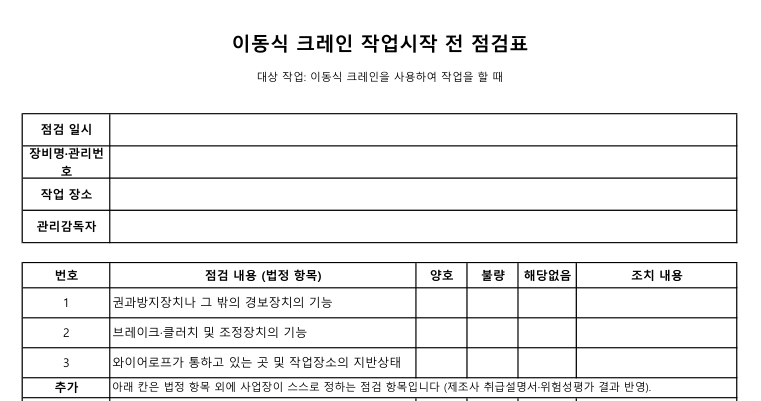 이동식 크레인 작업시작 전 점검표
대상 작업: 이동식 크레인을 사용하여 작업을 할 때
점검 일시
장비명·관리번
호
작업 장소
관리감독자
번호 점검 내용 (법정 항목) 양호 불량 해당없음 조치 내용
1 권과방지장치나 그 밖의 경보장치의 기능
2 브레이크·클러치 및 조정장치의 기능
3 와이어로프가 통하고 있는 곳 및 작업장소의 지반상태
추가 아래 칸은 법정 항목 외에 사업장이 스스로 정하는 점검 항목입니다 (제조사 취급설명서·위험성평가 결과 반영).